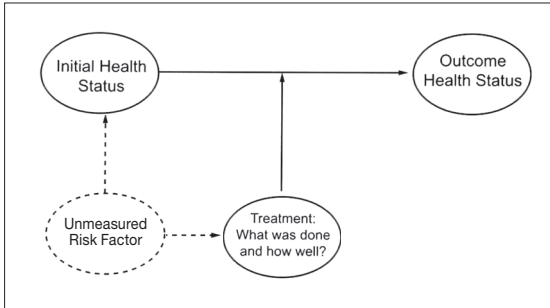 Initial Health
Status
Outcome
Health Status
Unmeasured
Risk Factor
Treatment:
What was done
and how well?